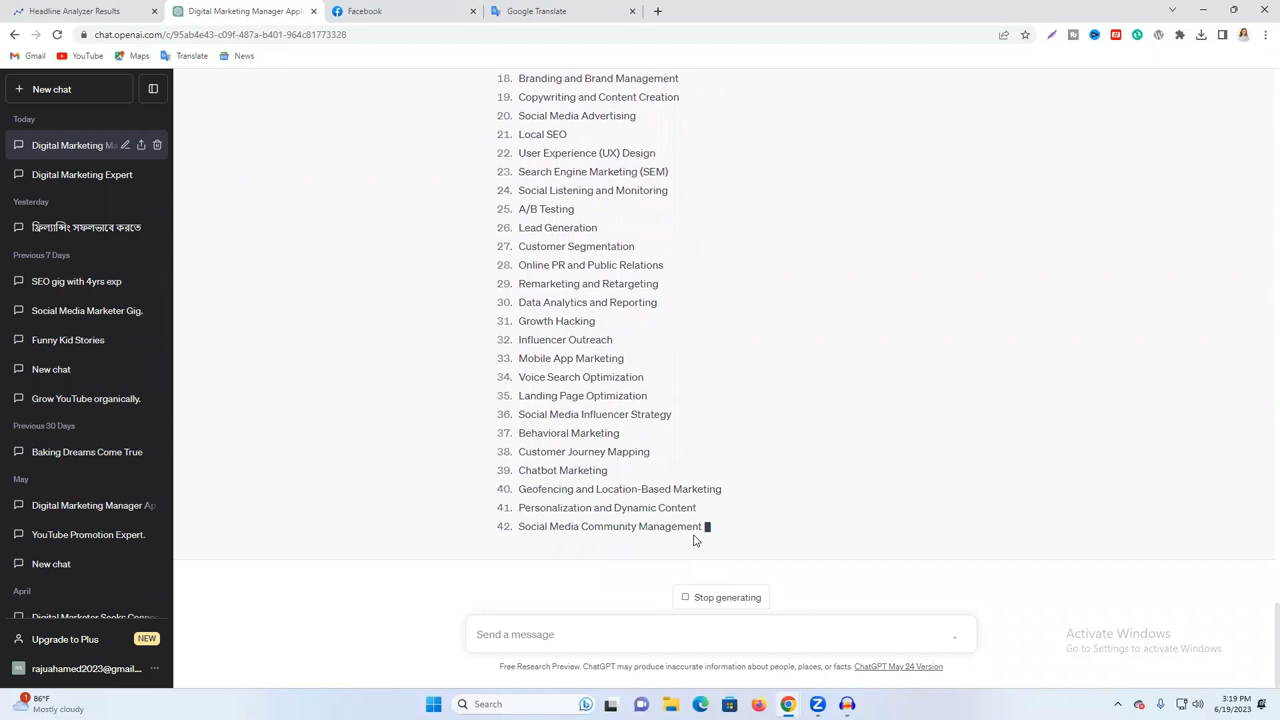 Headline Analyzer Results
Digital Marketing Manager Appli
Facebook
Google Translate
chat.openai.com/c/95ab4e43-c09f-487a-b401-964c81773328
Gmail
YouTube
Maps
Translate
News
New chat
Today
Digital Marketing Ma
Digital Marketing Expert
Yesterday
ফ্রিল্যান্সিং সফলভাবে করতে
Previous 7 Days
SEO gig with 4yrs exp
Social Media Marketer Gig.
Funny Kid Stories
New chat
Grow YouTube organically.
Previous 30 Days
Baking Dreams Come True
May
Digital Marketing Manager Ap
YouTube Promotion Expert.
New chat
April
Digital Marketer Seeks Conne
Upgrade to Plus
NEW
rajuahamed2023@gmail...
18. Branding and Brand Management
19. Copywriting and Content Creation
20. Social Media Advertising
21. Local SEO
22. User Experience (UX) Design
23. Search Engine Marketing (SEM)
24. Social Listening and Monitoring
25. A/B Testing
26. Lead Generation
27. Customer Segmentation
28. Online PR and Public Relations
29. Remarketing and Retargeting
30. Data Analytics and Reporting
31. Growth Hacking
32. Influencer Outreach
33. Mobile App Marketing
34. Voice Search Optimization
35. Landing Page Optimization
36. Social Media Influencer Strategy
37. Behavioral Marketing
38. Customer Journey Mapping
39. Chatbot Marketing
40. Geofencing and Location-Based Marketing
41. Personalization and Dynamic Content
42. Social Media Community Management
Stop generating
Send a message
Free Research Preview. ChatGPT may produce inaccurate information about people, places, or facts. ChatGPT May 24 Version
Activate Windows
Go to Settings to activate Windows.
1
86°F
Mostly cloudy
Search
3:19 PM
6/19/2023